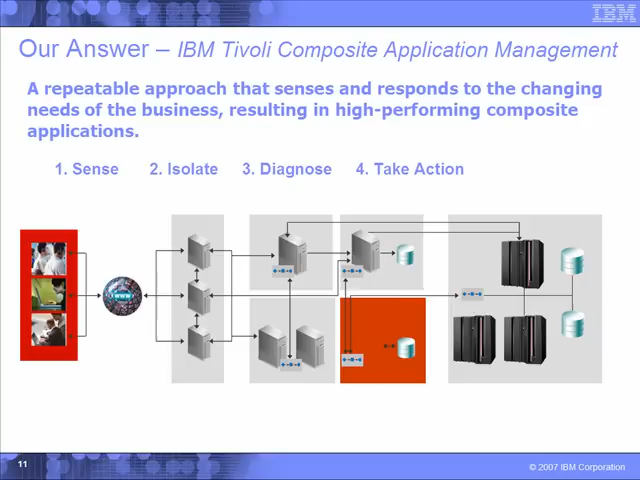 IBM
Our Answer – IBM Tivoli Composite Application Management
A repeatable approach that senses and responds to the changing
needs of the business, resulting in high-performing composite
applications.
1. Sense 2. Isolate 3. Diagnose 4. Take Action
WWW
11
© 2007 IBM Corporation